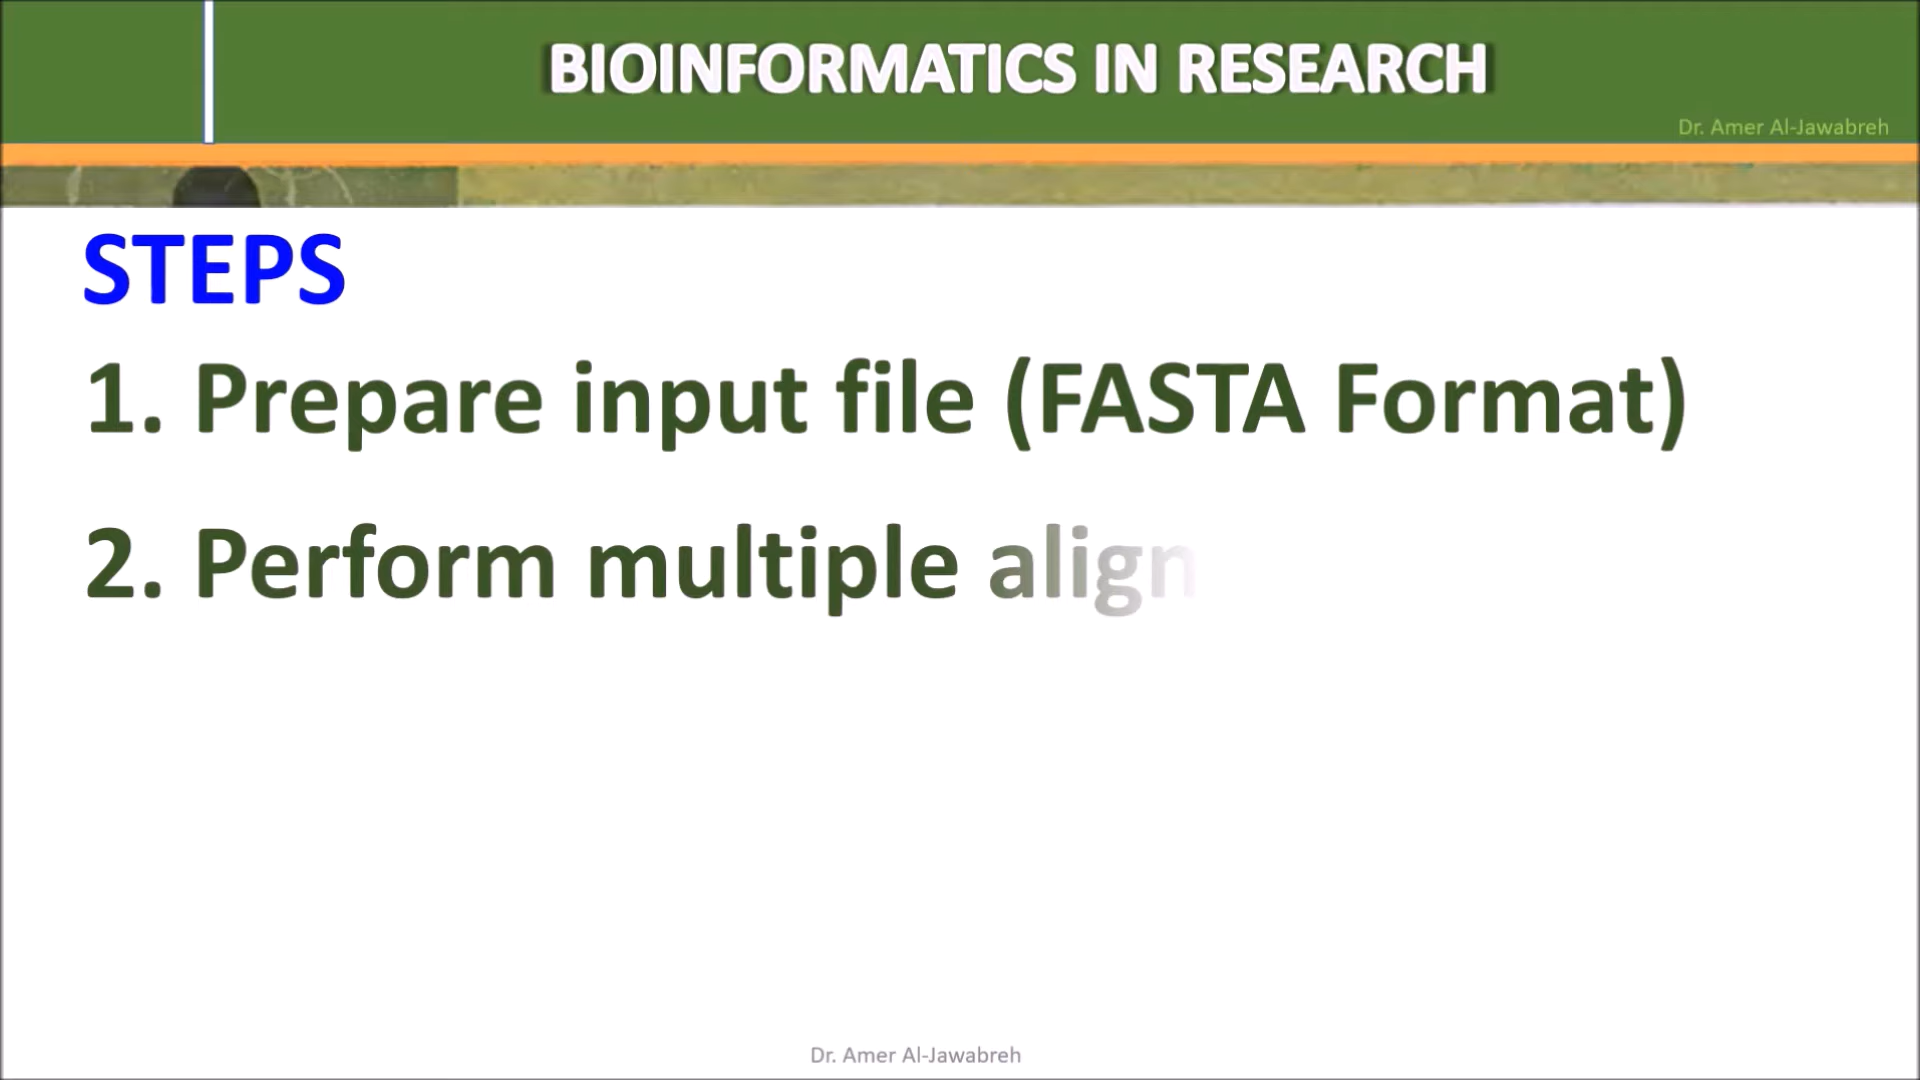 BIOINFORMATICS IN RESEARCH
Dr. Amer Al-Jawabreh
STEPS
1. Prepare input file (FASTA Format)
2. Perform multiple align
Dr. Amer Al-Jawabreh